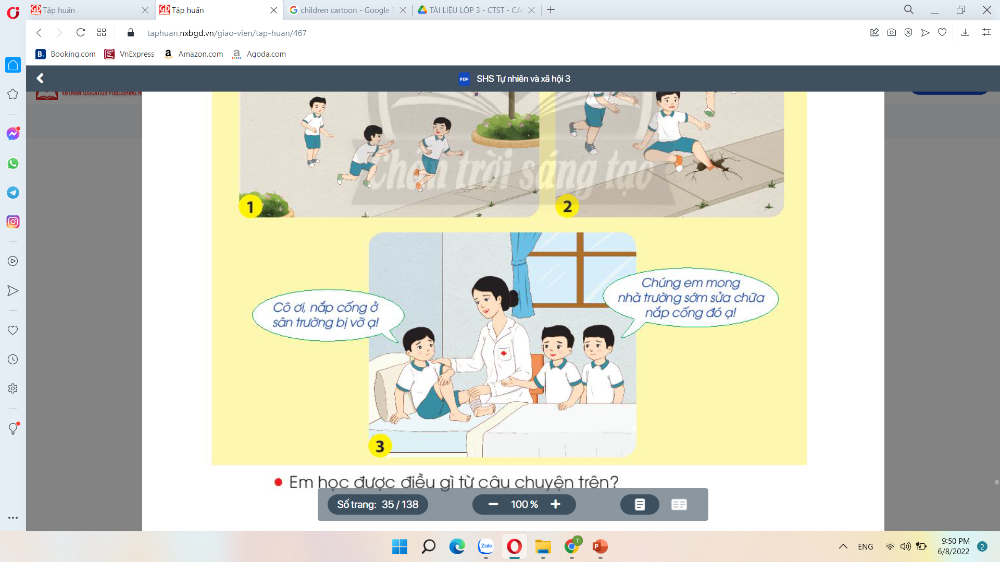 Tập huấn
Tập huấn
children cartoon - Google
TÀI LIỆU LỚP 3 - CTST - CA
taphuan.nxbgd.vn/giao-vien/tap-huan/467
Booking.com
VnExpress
Amazon.com
Agoda.com
PDF
SHS Tự nhiên và xã hội 3
VIETNAM EDUCATION PUBLISHING H
Chân trời sáng tạo
1
2
Chúng em mong
nhà trường sớm sửa chữa
nắp cống đó ạ!
Cô ơi, nắp cống ở
sân trường bị vỡ ạ!
3
Em học được điều gì từ câu chuyện trên?
Số trang: 35 / 138
100 %
Zalo
T
ENG
9:50 PM
6/8/2022
2